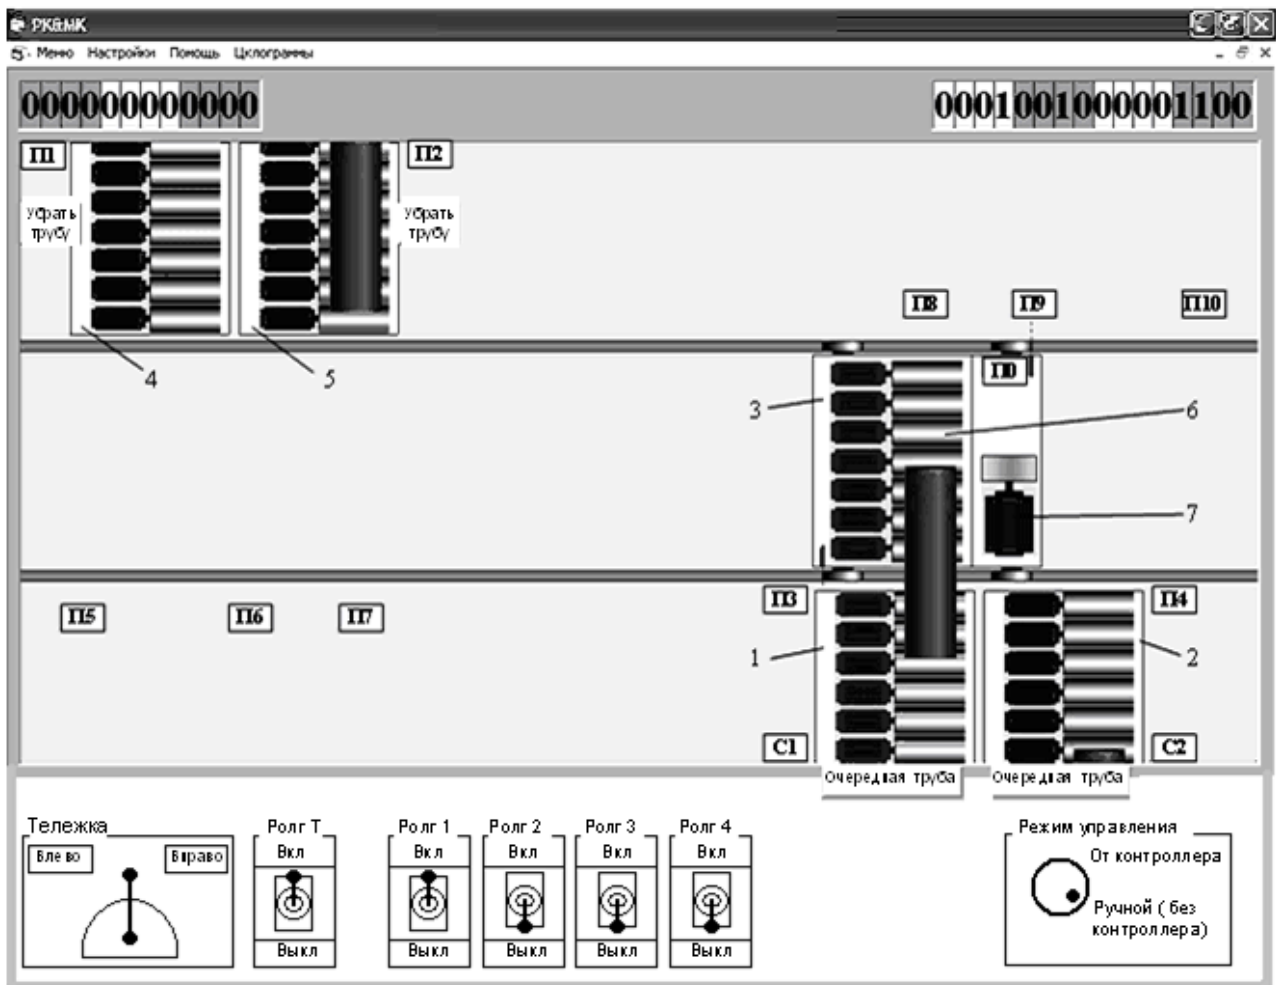 РК&МК
Меню Настройки Помощь Циклограммы
000000000000
0001001000001100
П1
П2
Убрать
трубу
Убрать
трубу
П8
П9
П10
4
5
П0
3
6
7
П5
П6
П7
П3
П4
1
2
С1
С2
Очередная труба
Очередная труба
Тележка
Влево
Вправо
Ролг Т
Вкл
Выкл
Ролг 1
Вкл
Выкл
Ролг 2
Вкл
Выкл
Ролг 3
Вкл
Выкл
Ролг 4
Вкл
Выкл
Режим управления
От контроллера
Ручной ( без
контроллера)